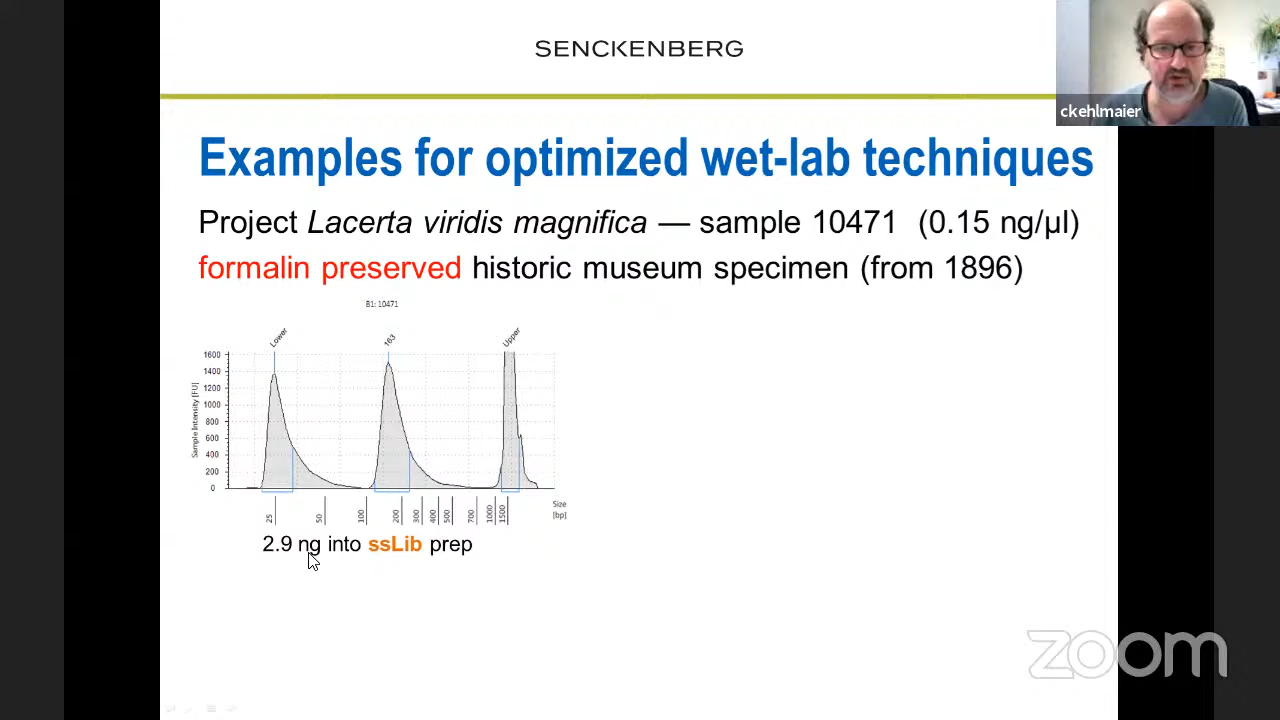 SENCKENBERG
ckehlmaier
Examples for optimized wet-lab techniques
Project Lacerta viridis magnifica — sample 10471 (0.15 ng/µl)
formalin preserved historic museum specimen (from 1896)
B1: 10471
Lower
163
Upper
Sample Intensity [FU]
1600
1400
1200
1000
800
600
400
200
0
25
50
100
200
300
400
500
700
1000
1500
Size
[bp]
2.9 ng into ssLib prep
zoom